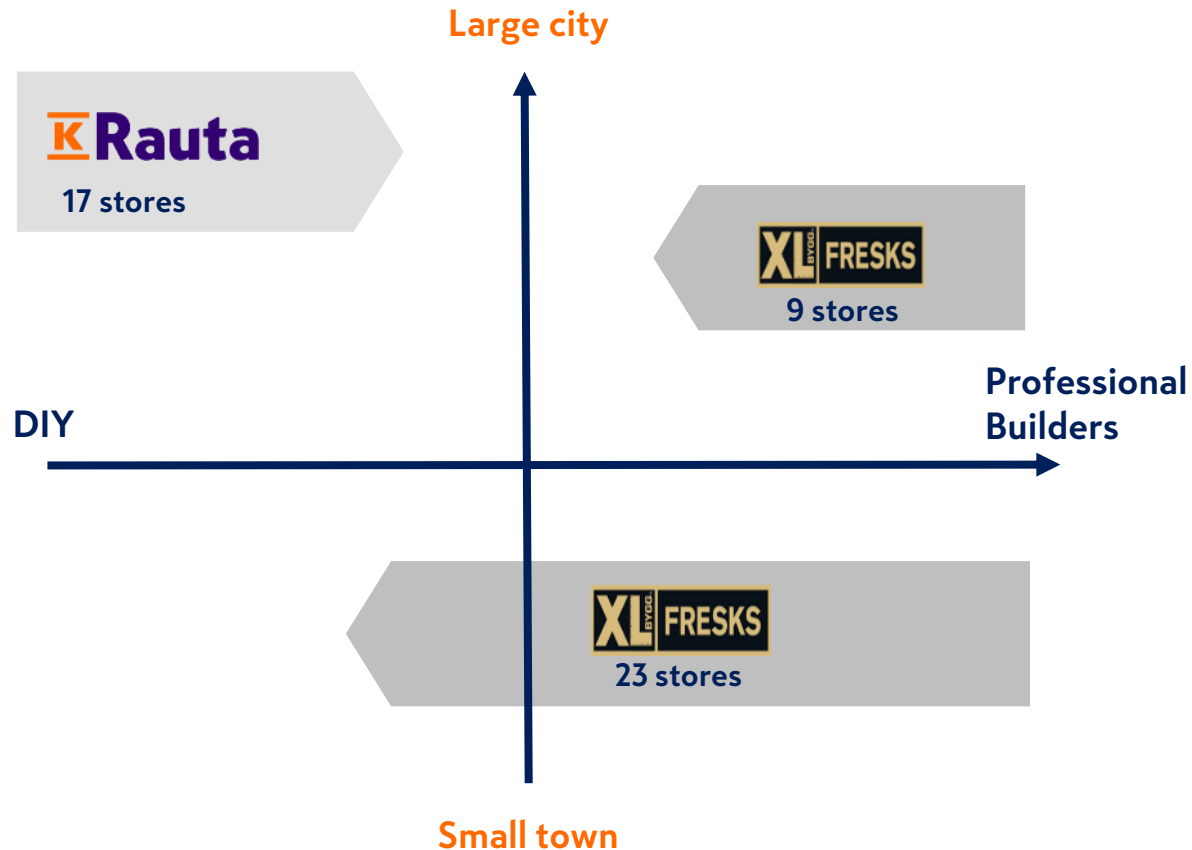 Large city
K Rauta
17 stores
XL BYGG. FRESKS
9 stores
Professional
Builders
DIY
XL BYGG. FRESKS
23 stores
Small town